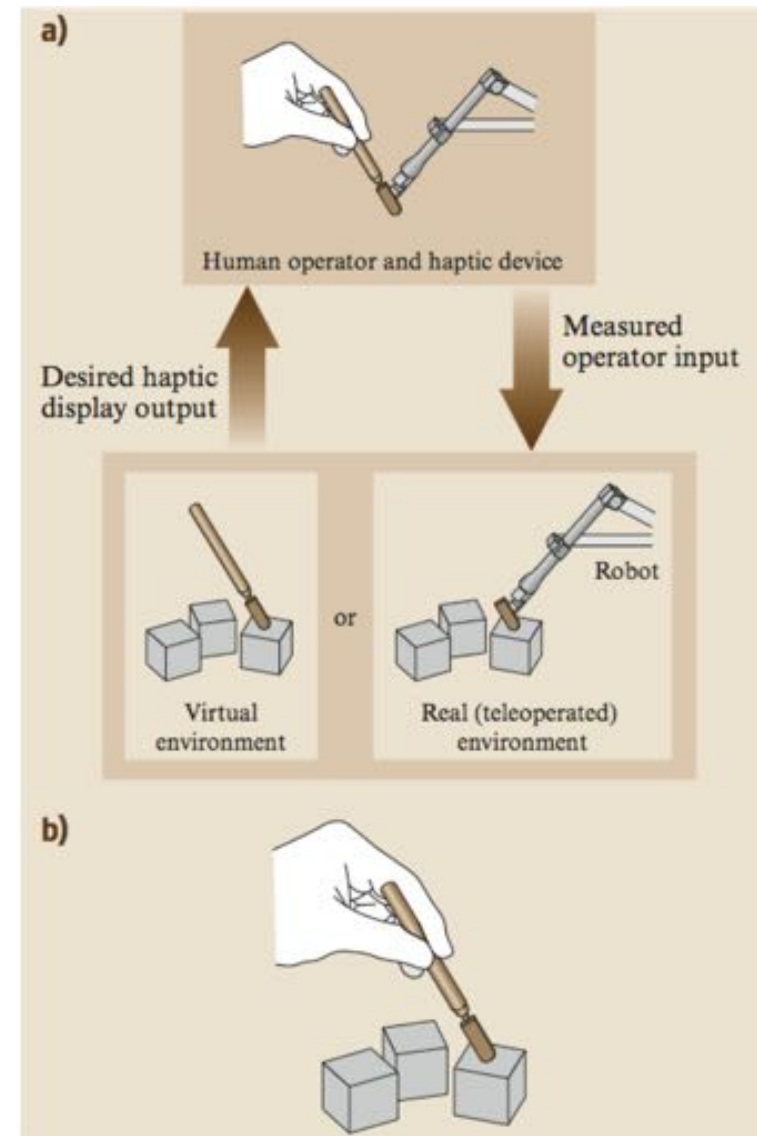 a)
Human operator and haptic device
Desired haptic
display output
Measured
operator input
Robot
or
Virtual
environment
Real (teleoperated)
environment
b)